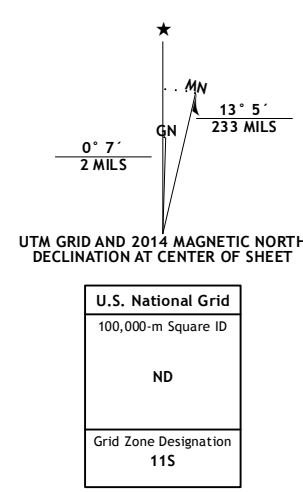 ★
MN
GN
0° 7´
2 MILS
13° 5´
233 MILS
UTM GRID AND 2014 MAGNETIC NORTH
DECLINATION AT CENTER OF SHEET
U.S. National Grid
100,000-m Square ID
ND
Grid Zone Designation
11S